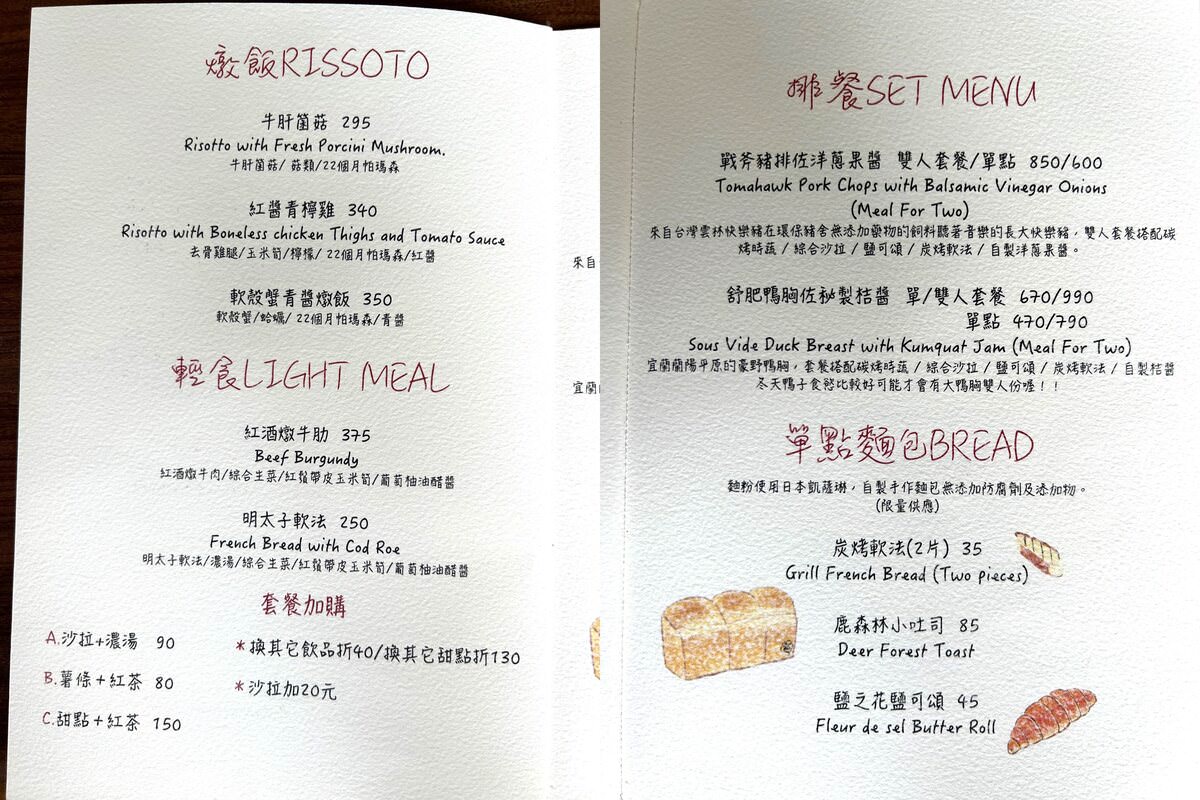 燉飯RISSOTO
牛肝菌菇 295
Risotto with Fresh Porcini Mushroom.
牛肝菌菇/ 菇類/22個月帕瑪森
紅醬青檸雞 340
Risotto with Boneless chicken Thighs and Tomato Sauce
去骨雞腿/玉米筍/檸檬/ 22個月帕瑪森/紅醬
軟殼蟹青醬燉飯 350
軟殼蟹/蛤蠣/ 22個月帕瑪森/青醬
輕食LIGHT MEAL
紅酒燉牛肋 375
Beef Burgundy
紅酒燉牛肉/綜合生菜/紅鬚帶皮玉米筍/葡萄柚油醋醬
明太子軟法 250
French Bread with Cod Roe
明太子軟法/濃湯/綜合生菜/紅鬚帶皮玉米筍/葡萄柚油醋醬
套餐加購
A.沙拉+濃湯 90
B.薯條+紅茶 80
C.甜點+紅茶 150
*換其它飲品折40/換其它甜點折130
*沙拉加20元
來自
宜蘭
排餐SET MENU
戰斧豬排佐洋蔥果醬 雙人套餐/單點 850/600
Tomahawk Pork Chops with Balsamic Vinegar Onions
(Meal For Two)
來自台灣雲林快樂豬在環保豬舍無添加藥物的飼料聽著音樂的長大快樂豬，雙人套餐搭配碳
烤時蔬 / 綜合沙拉 / 鹽可頌 / 炭烤軟法 / 自製洋蔥果醬。
舒肥鴨胸佐秘製桔醬 單/雙人套餐 670/990
單點 470/790
Sous Vide Duck Breast with Kumquat Jam (Meal For Two)
宜蘭蘭陽平原的豪野鴨胸，套餐搭配碳烤時蔬 / 綜合沙拉 / 鹽可頌 / 炭烤軟法 / 自製桔醬
冬天鴨子食慾比較好可能才會有大鴨胸雙人份喔！！
單點麵包BREAD
麵粉使用日本凱薩琳，自製手作麵包無添加防腐劑及添加物。
(限量供應)
炭烤軟法(2片) 35
Grill French Bread (Two pieces)
鹿森林小吐司 85
Deer Forest Toast
鹽之花鹽可頌 45
Fleur de sel Butter Roll